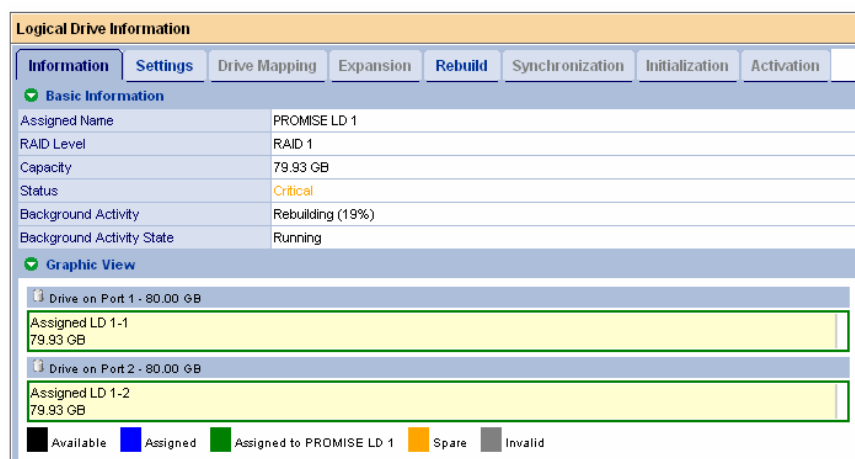 Logical Drive Information
Information Settings Drive Mapping Expansion Rebuild Synchronization Initialization Activation
Basic Information
Assigned Name PROMISE LD 1
RAID Level RAID 1
Capacity 79.93 GB
Status Critical
Background Activity Rebuilding (19%)
Background Activity State Running
Graphic View
Drive on Port 1 - 80.00 GB
Assigned LD 1-1
79.93 GB
Drive on Port 2 - 80.00 GB
Assigned LD 1-2
79.93 GB
Available Assigned Assigned to PROMISE LD 1 Spare Invalid